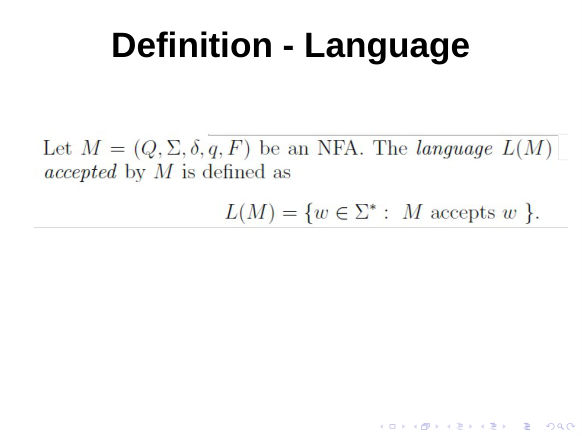 Definition - Language
Let M = (Q, Σ, δ, q, F) be an NFA. The language L(M)
accepted by M is defined as
L(M) = {w ∈ Σ* : M accepts w }.